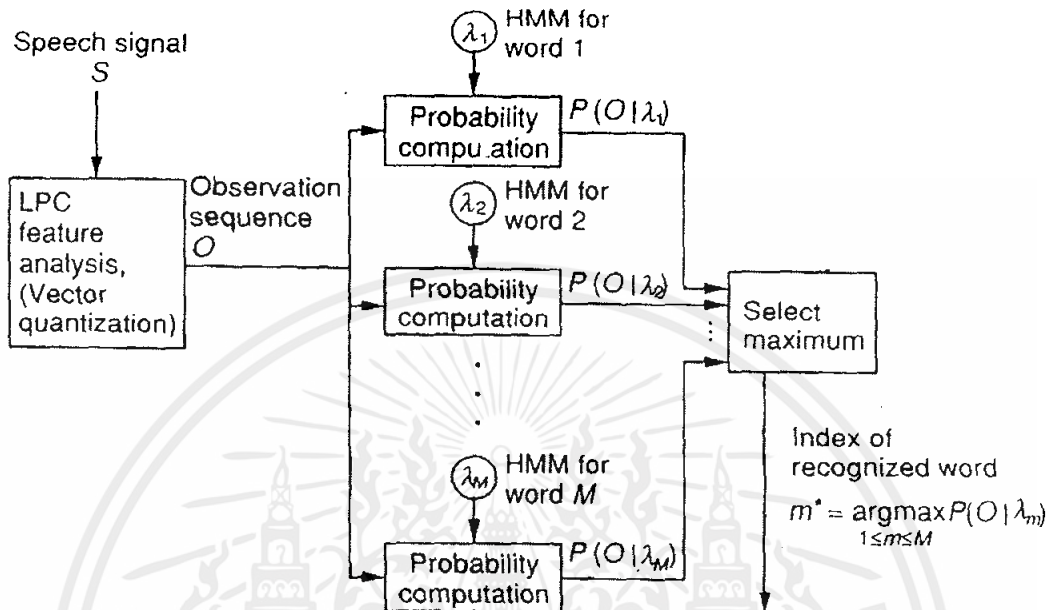 Speech signal
S
LPC
feature
analysis,
(Vector
quantization)
Observation
sequence
O
λ₁
HMM for
word 1
Probability
compu.ation
P(O|λ₁)
λ₂
HMM for
word 2
Probability
computation
P(O|λ₂)
⋮
λM
HMM for
word M
Probability
computation
P(O|λM)
⋮
Select
maximum
Index of
recognized word
m* = argmax P(O|λm)
1≤m≤M